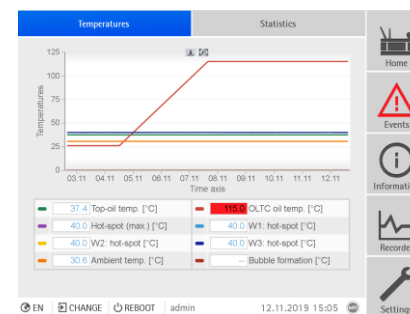 Temperatures
Statistics
Home
Events
Informati
Recorde
Setting
Temperatures
125
100
75
50
25
0
03.11 04.11 05.11 06.11 07.11 08.11 09.11 10.11 11.11 12.11
Time axis
37.4 Top-oil temp. [°C]
115.0 OLTC oil temp. [°C]
40.0 Hot-spot (max.) [°C]
40.0 W1: hot-spot [°C]
40.0 W2: hot-spot [°C]
40.0 W3: hot-spot [°C]
30.6 Ambient temp. [°C]
– Bubble formation [°C]
EN CHANGE REBOOT admin 12.11.2019 15:05